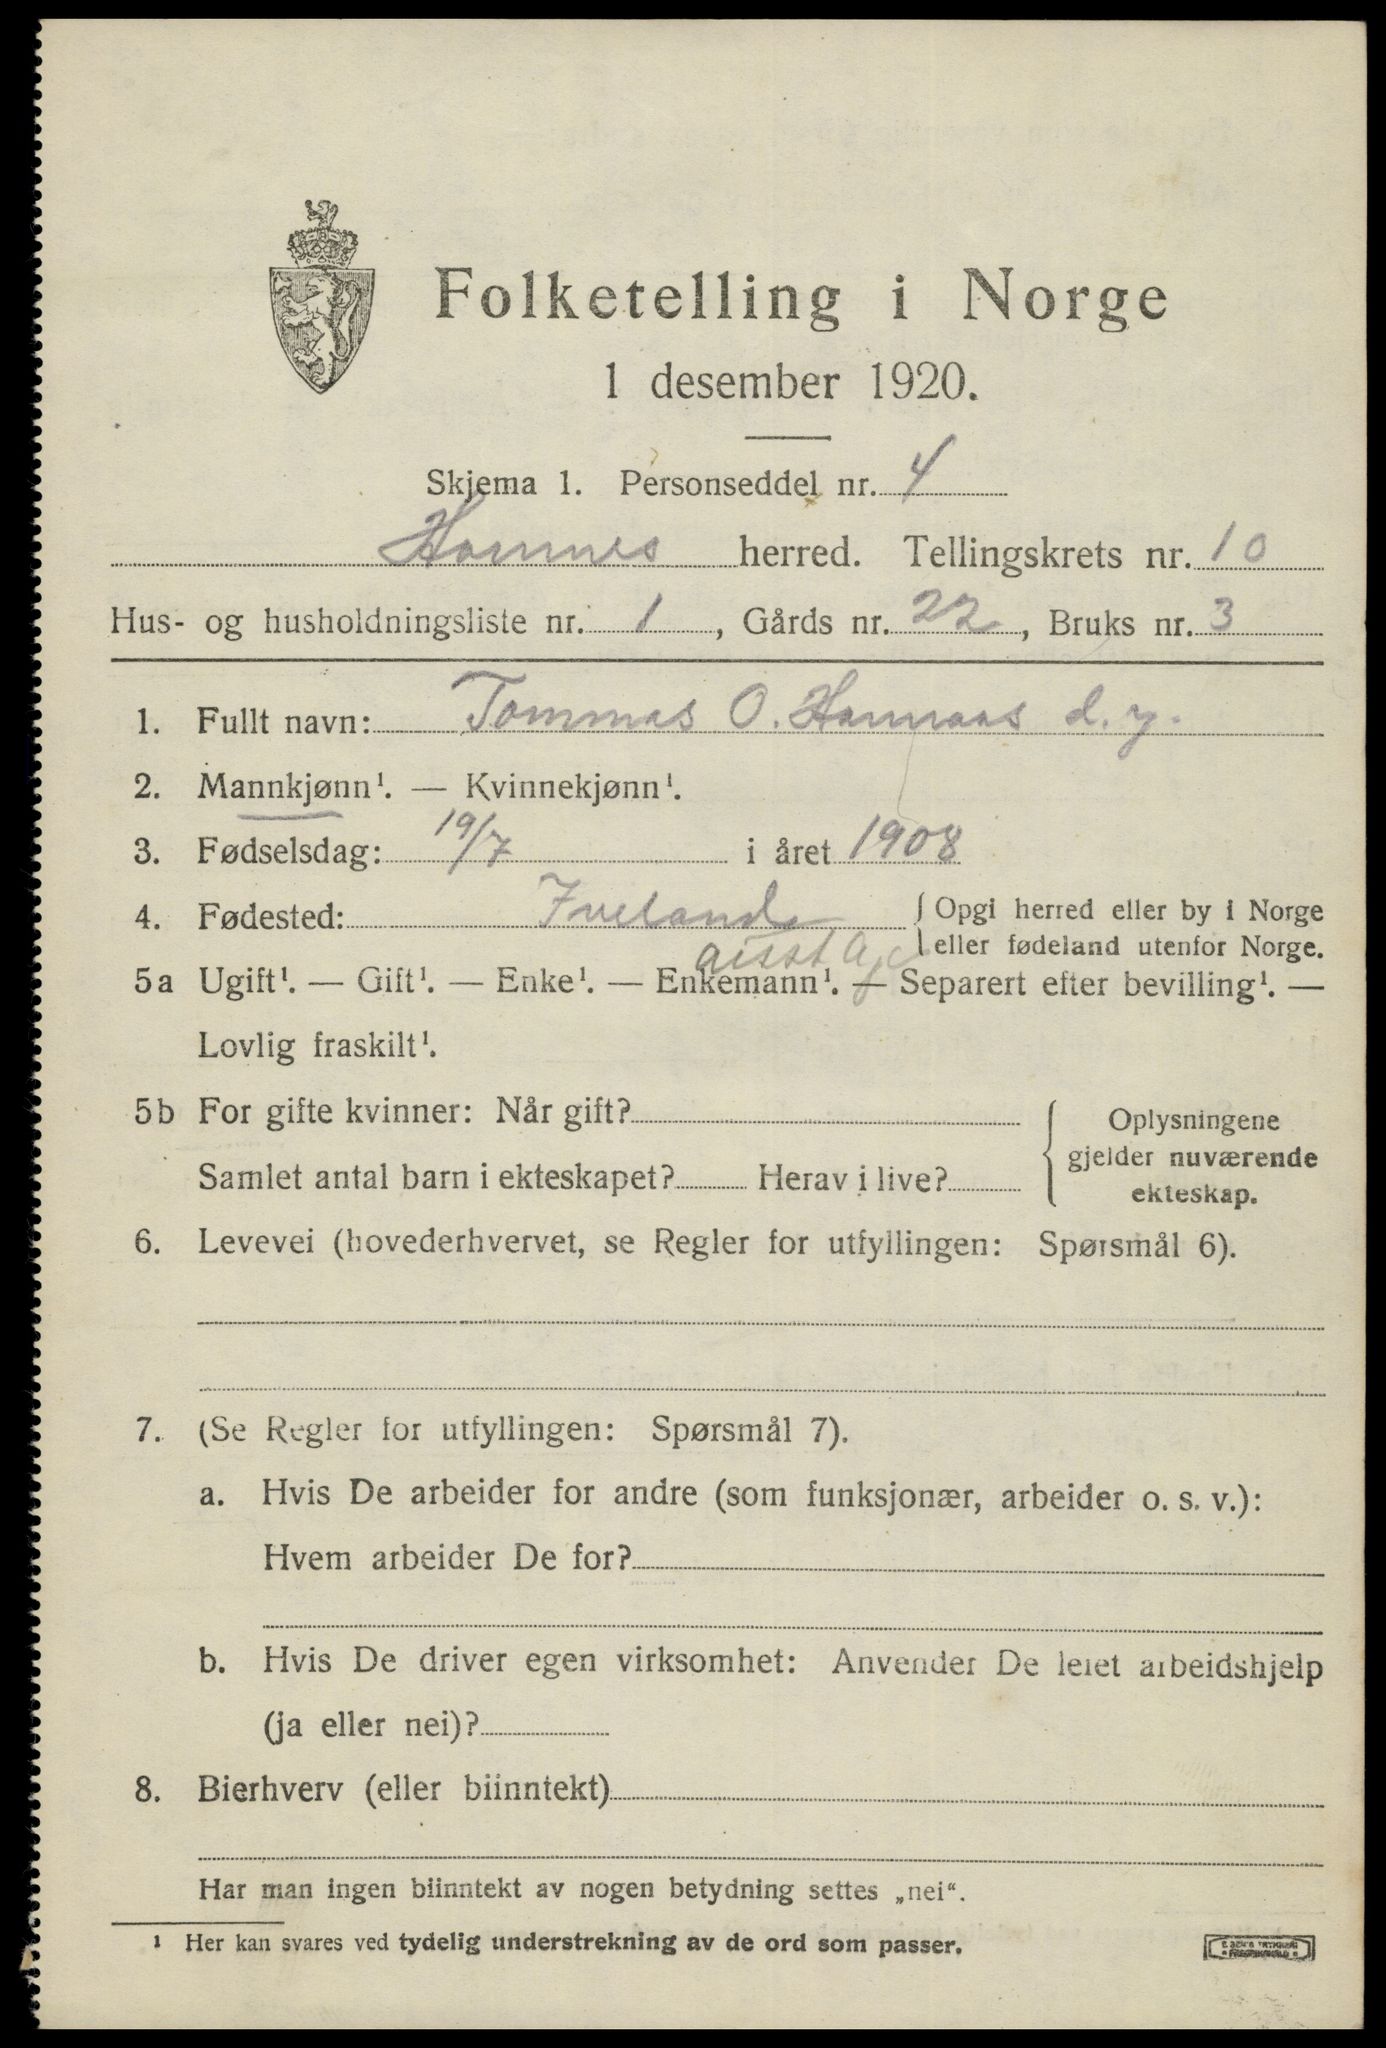 Folketelling i Norge
1 desember 1920.
Skjema 1. Personseddel nr. 4
Hornnes herred. Tellingskrets nr. 10
Hus- og husholdningsliste nr. 1, Gårds nr. 22, Bruks nr. 3
1. Fullt navn: Tommas O. d. y.
2. Mannkjønn¹. — Kvinnekjønn¹.
3. Fødselsdag: 19/7 i året 1908
4. Fødested: Iveland { Opgi herred eller by i Norge
eller fødeland utenfor Norge.
aust Agd
5a Ugift¹. — Gift¹. — Enke¹. — Enkemann¹. — Separert efter bevilling¹. —
Lovlig fraskilt¹.
5b For gifte kvinner: Når gift?
Samlet antal barn i ekteskapet? Herav i live?
{ Oplysningene
gjelder nuværende
ekteskap.
6. Levevei (hovederhvervet, se Regler for utfyllingen: Spørsmål 6).
7. (Se Regler for utfyllingen: Spørsmål 7).
a. Hvis De arbeider for andre (som funksjonær, arbeider o. s. v.):
Hvem arbeider De for?
b. Hvis De driver egen virksomhet: Anvender De leiet arbeidshjelp
(ja eller nei)?
8. Bierhverv (eller biinntekt)
Har man ingen biinntekt av nogen betydning settes „nei“.
¹ Her kan svares ved tydelig understrekning av de ord som passer.